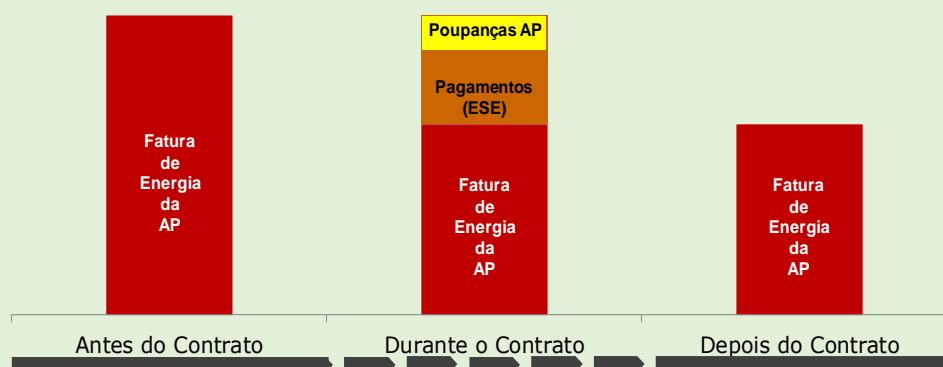 Fatura
de
Energia
da
AP
Poupanças AP
Pagamentos
(ESE)
Fatura
de
Energia
da
AP
Fatura
de
Energia
da
AP
Antes do Contrato
Durante o Contrato
Depois do Contrato